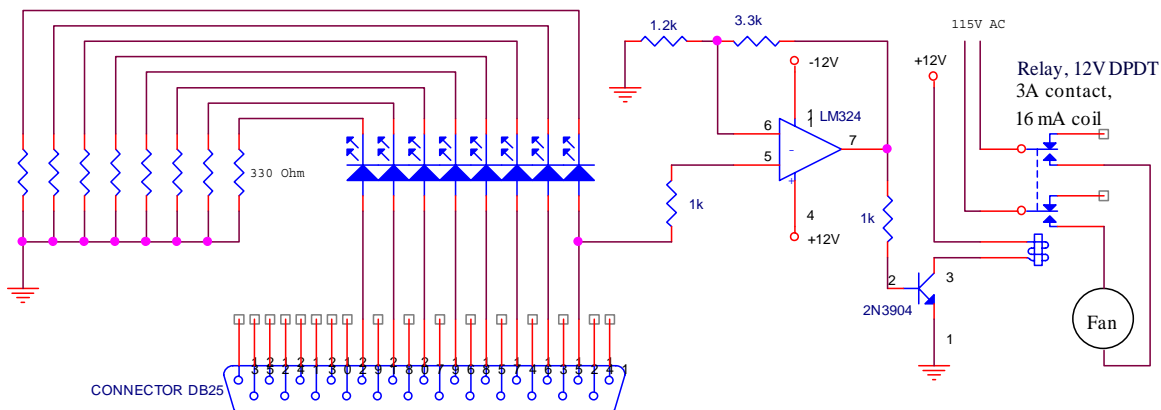 1.2k
3.3k
115V AC
-12V
+12V
Relay, 12V DPDT
3A contact,
16 mA coil
LM324
6
7
5
-
+
330 Ohm
1k
4
+12V
1k
2
3
2N3904
1
Fan
CONNECTOR DB25